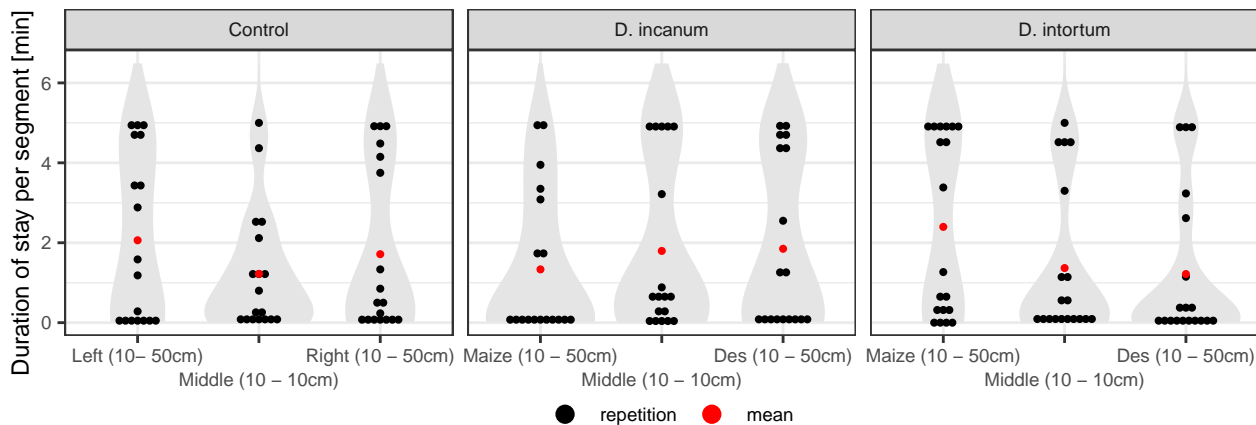 Control
D. incanum
D. intortum
Duration of stay per segment [min]
6
4
2
0
Left (10– 50cm)
Middle (10 – 10cm)
Right (10 – 50cm)
Maize (10 – 50cm)
Middle (10 – 10cm)
Des (10 – 50cm)
Maize (10 – 50cm)
Middle (10 – 10cm)
Des (10 – 50cm)
repetition
mean